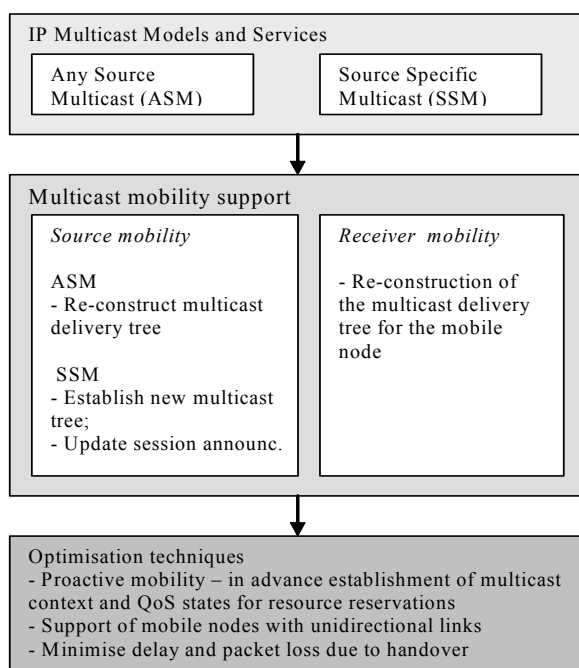 IP Multicast Models and Services
Any Source
Multicast (ASM)
Source Specific
Multicast (SSM)
Multicast mobility support
Source mobility
ASM
- Re-construct multicast
delivery tree
SSM
- Establish new multicast
tree;
- Update session announc.
Receiver mobility
- Re-construction of
the multicast delivery
tree for the mobile
node
Optimisation techniques
- Proactive mobility – in advance establishment of multicast
context and QoS states for resource reservations
- Support of mobile nodes with unidirectional links
- Minimise delay and packet loss due to handover